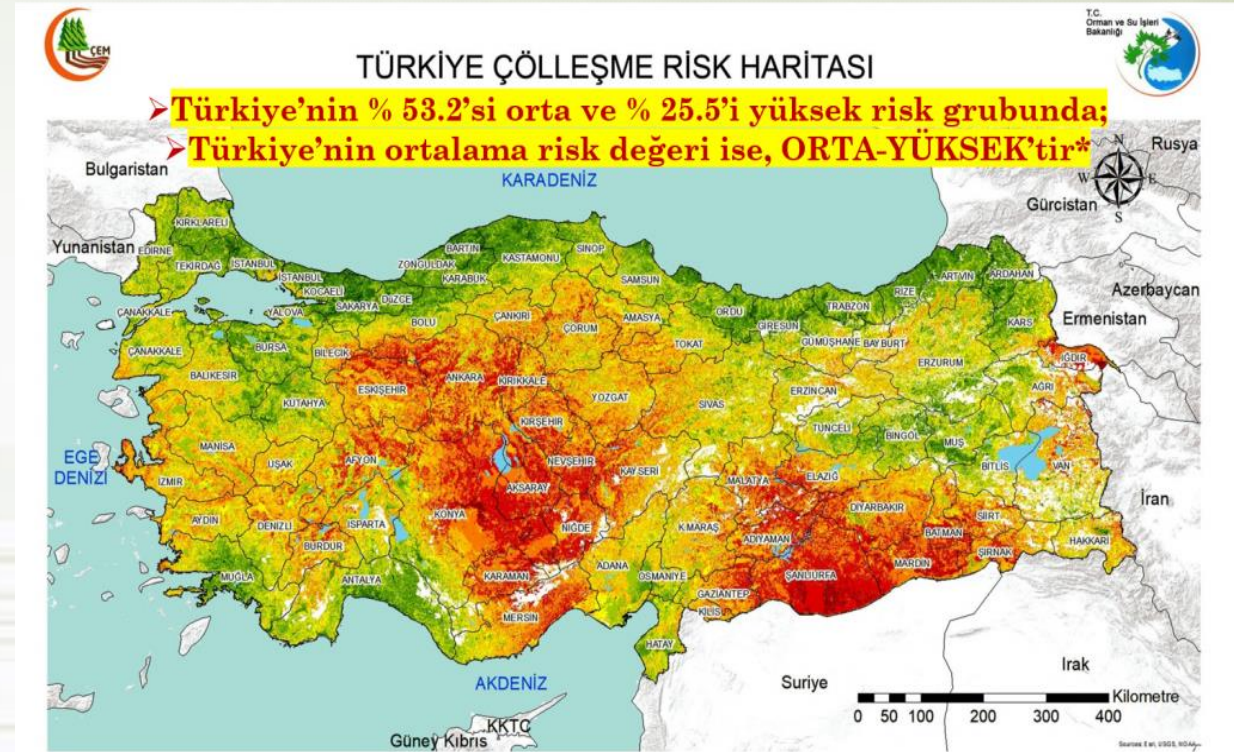 ÇEM
T.C.
Orman ve Su İşleri
Bakanlığı
TÜRKİYE ÇÖLLEŞME RİSK HARİTASI
➢Türkiye'nin % 53.2'si orta ve % 25.5'i yüksek risk grubunda;
➢Türkiye'nin ortalama risk değeri ise, ORTA-YÜKSEK'tir*
Bulgaristan
KARADENİZ
N
W E
S
Rusya
Gürcistan
Yunanistan
Azerbaycan
Ermenistan
KIRKLARELİ
EDİRNE
TEKİRDAĞ
İSTANBUL
İSTANBUL
KOCAELİ
YALOVA
SAKARYA
DÜZCE
ZONGULDAK
BARTIN
KARABÜK
KASTAMONU
SİNOP
SAMSUN
ORDU
GİRESUN
TRABZON
RİZE
ARTVİN
ARDAHAN
KARS
ÇANAKKALE
ÇANAKKALE
BURSA
BİLECİK
BOLU
ÇANKIRI
ÇORUM
AMASYA
TOKAT
GÜMÜŞHANE
BAYBURT
ERZURUM
IĞDIR
AĞRI
BALIKESİR
KÜTAHYA
ESKİŞEHİR
ANKARA
KIRIKKALE
YOZGAT
SİVAS
ERZİNCAN
TUNCELİ
BİNGÖL
MUŞ
BİTLİS
VAN
EGE
DENİZİ
MANİSA
İZMİR
UŞAK
AFYON
KIRŞEHİR
NEVŞEHİR
AKSARAY
KAYSERİ
MALATYA
ELAZIĞ
DİYARBAKIR
BATMAN
SİİRT
İran
AYDIN
DENİZLİ
BURDUR
ISPARTA
KONYA
NİĞDE
K.MARAŞ
ADIYAMAN
MARDİN
ŞIRNAK
HAKKARİ
MUĞLA
ANTALYA
KARAMAN
MERSİN
ADANA
OSMANİYE
GAZİANTEP
KİLİS
ŞANLIURFA
HATAY
AKDENİZ
Suriye
Irak
KKTC
Güney Kıbrıs
Kilometre
0 50 100 200 300 400
Sources: Esri, USGS, NOAA